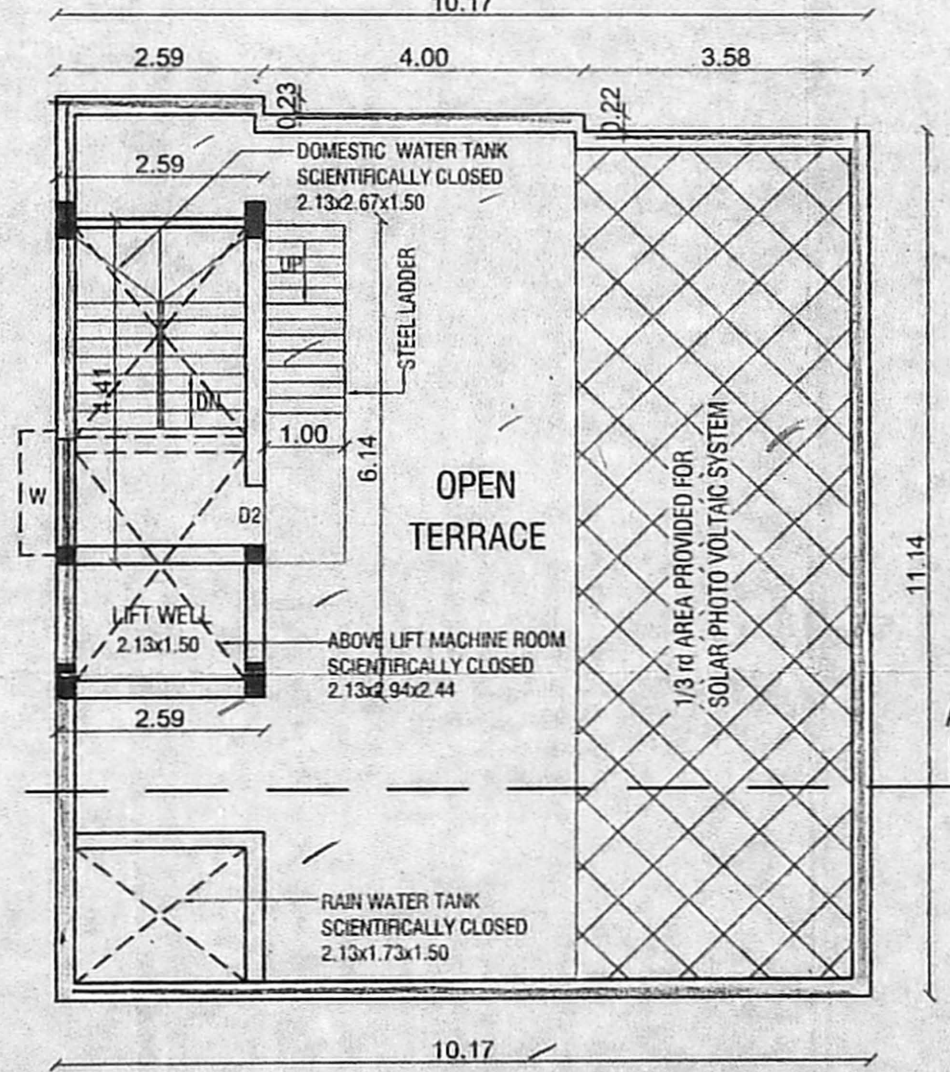 10.17
2.59
4.00
3.58
0.23
0.22
2.59
DOMESTIC WATER TANK
SCIENTIFICALLY CLOSED
2.13x2.67x1.50
UP
STEEL LADDER
4.41
DN
1.00
6.14
W
D2
OPEN
TERRACE
1/3 rd AREA PROVIDED FOR
SOLAR PHOTO VOLTAIC SYSTEM
11.14
LIFT WELL
2.13x1.50
ABOVE LIFT MACHINE ROOM
SCIENTIFICALLY CLOSED
2.13x2.94x2.44
2.59
RAIN WATER TANK
SCIENTIFICALLY CLOSED
2.13x1.73x1.50
10.17